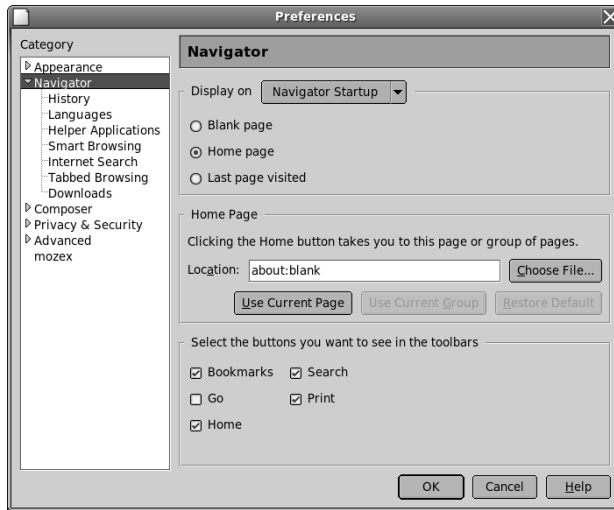 Preferences
Category
Appearance
Navigator
History
Languages
Helper Applications
Smart Browsing
Internet Search
Tabbed Browsing
Downloads
Composer
Privacy & Security
Advanced
mozex
Navigator
Display on Navigator Startup
Blank page
Home page
Last page visited
Home Page
Clicking the Home button takes you to this page or group of pages.
Location: about:blank Choose File...
Use Current Page Use Current Group Restore Default
Select the buttons you want to see in the toolbars
Bookmarks Search
Go Print
Home
OK Cancel Help